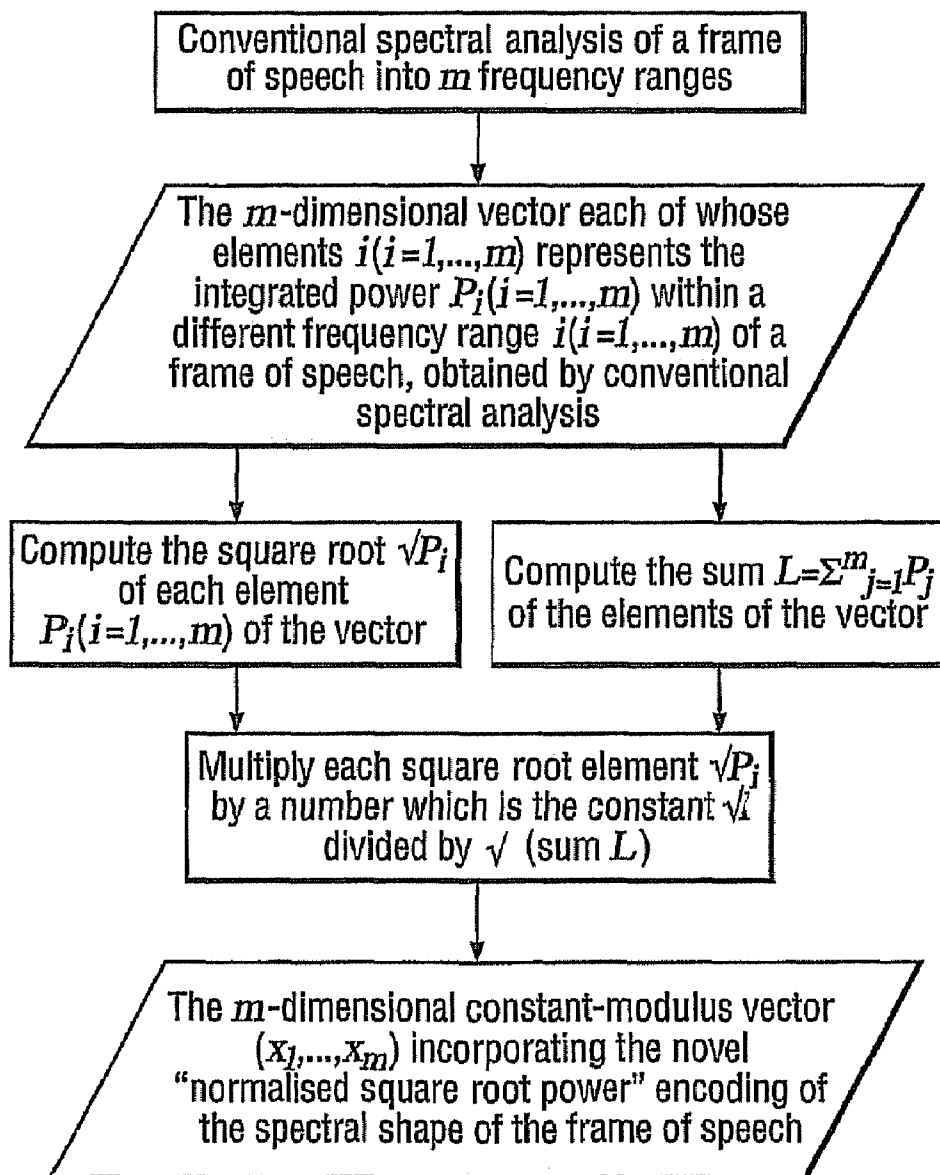 Conventional spectral analysis of a frame
of speech into m frequency ranges
The m-dimensional vector each of whose
elements i(i=1,...,m) represents the
integrated power Pi(i=1,...,m) within a
different frequency range i(i=1,...,m) of a
frame of speech, obtained by conventional
spectral analysis
Compute the square root √Pi
of each element
Pi(i=1,...,m) of the vector
Compute the sum L=Σ^m_j=1 Pj
of the elements of the vector
Multiply each square root element √Pi
by a number which is the constant √l
divided by √ (sum L)
The m-dimensional constant-modulus vector
(x1,...,xm) incorporating the novel
“normalised square root power” encoding of
the spectral shape of the frame of speech